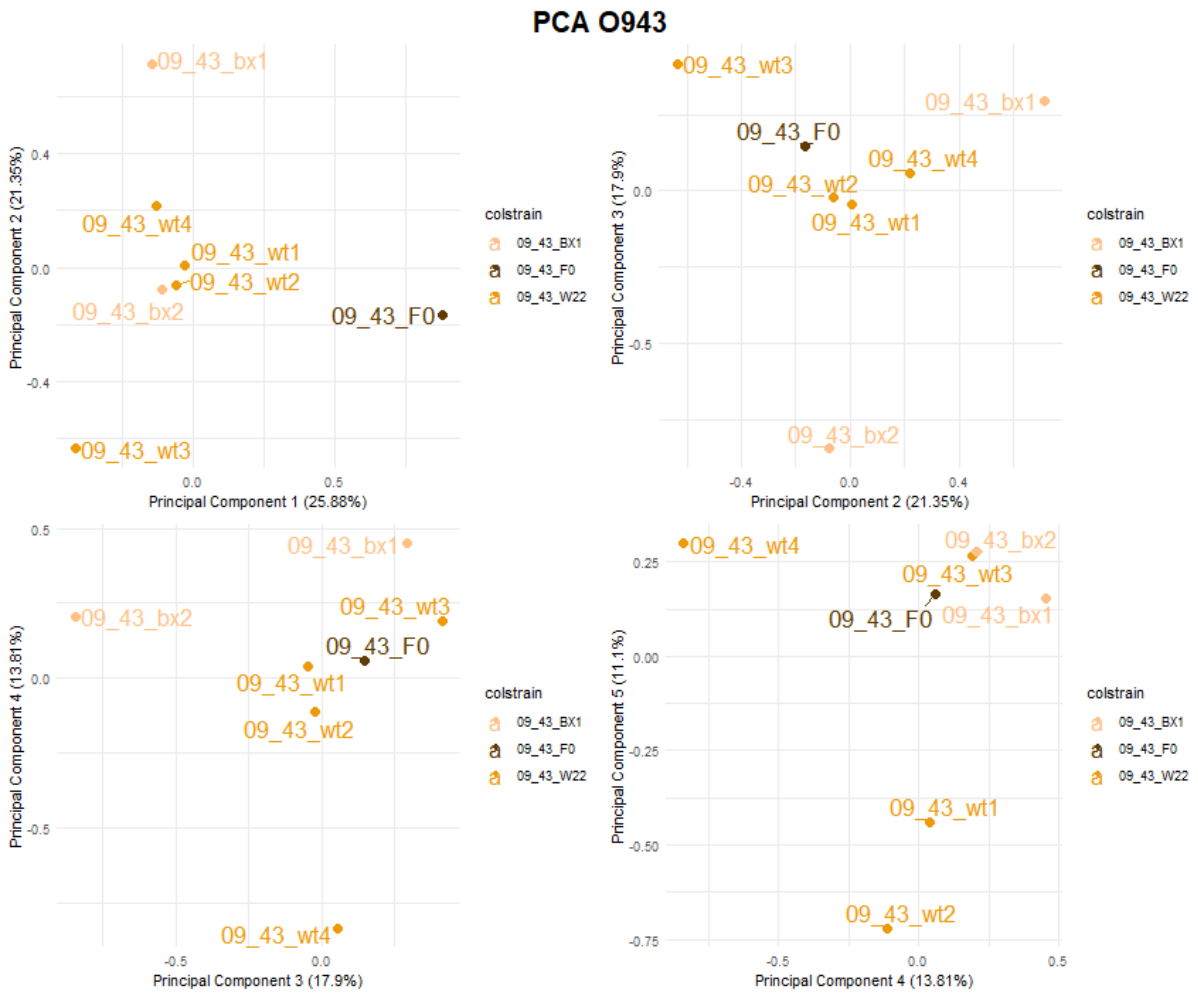 PCA O943
09_43_bx1
0.4
09_43_wt4
09_43_wt1
0.0
09_43_wt2
09_43_bx2
09_43_F0
-0.4
09_43_wt3
0.0 0.5
Principal Component 1 (25.88%)
Principal Component 2 (21.35%)
colstrain
a 09_43_BX1
a 09_43_F0
a 09_43_W22
09_43_wt3
09_43_bx1
09_43_F0
09_43_wt4
0.0
09_43_wt2
09_43_wt1
-0.5
09_43_bx2
-0.4 0.0 0.4
Principal Component 2 (21.35%)
Principal Component 3 (17.9%)
colstrain
a 09_43_BX1
a 09_43_F0
a 09_43_W22
0.5
09_43_bx1
09_43_bx2
09_43_wt3
09_43_F0
0.0
09_43_wt1
09_43_wt2
-0.5
09_43_wt4
-0.5 0.0
Principal Component 3 (17.9%)
Principal Component 4 (13.81%)
colstrain
a 09_43_BX1
a 09_43_F0
a 09_43_W22
09_43_wt4
09_43_bx2
0.25
09_43_wt3
09_43_F0
09_43_bx1
0.00
-0.25
09_43_wt1
-0.50
09_43_wt2
-0.75
-0.5 0.0 0.5
Principal Component 4 (13.81%)
Principal Component 5 (11.1%)
colstrain
a 09_43_BX1
a 09_43_F0
a 09_43_W22